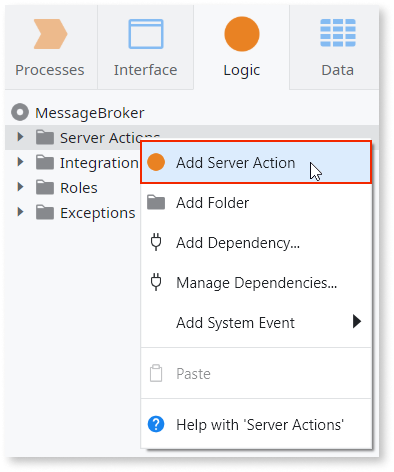 Processes
Interface
Logic
Data
MessageBroker
Server Actions
Add Server Action
Integration
Add Folder
Roles
Exceptions
Add Dependency...
Manage Dependencies...
Add System Event
Paste
Help with 'Server Actions'